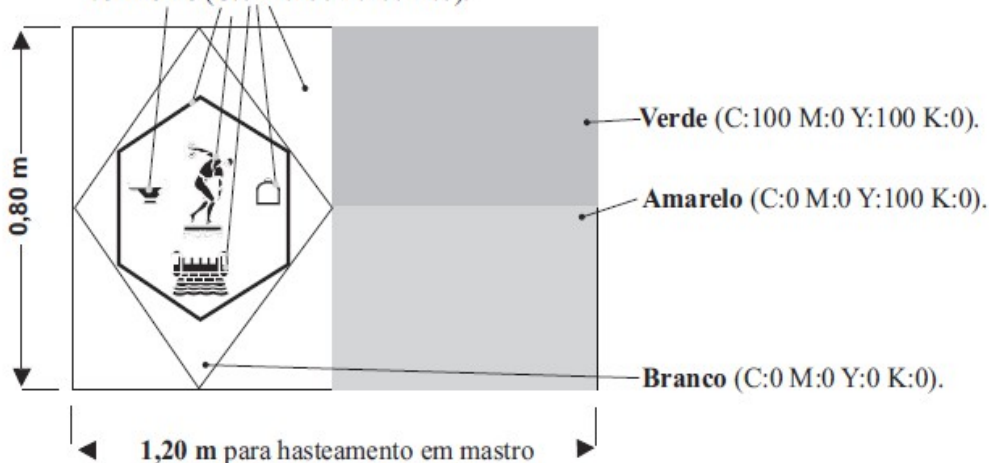 Verde (C:100 M:0 Y:100 K:0).
Amarelo (C:0 M:0 Y:100 K:0).
0,80 m
Branco (C:0 M:0 Y:0 K:0).
1,20 m para hasteamento em mastro